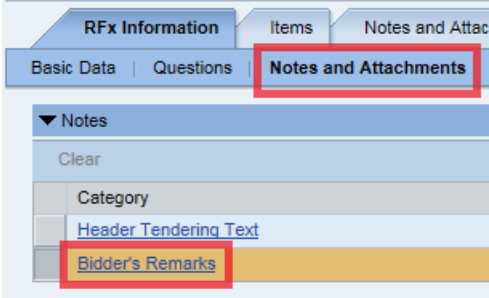 RFx Information Items Notes and Attac
Basic Data | Questions | Notes and Attachments
Notes
Clear
Category
Header Tendering Text
Bidder's Remarks